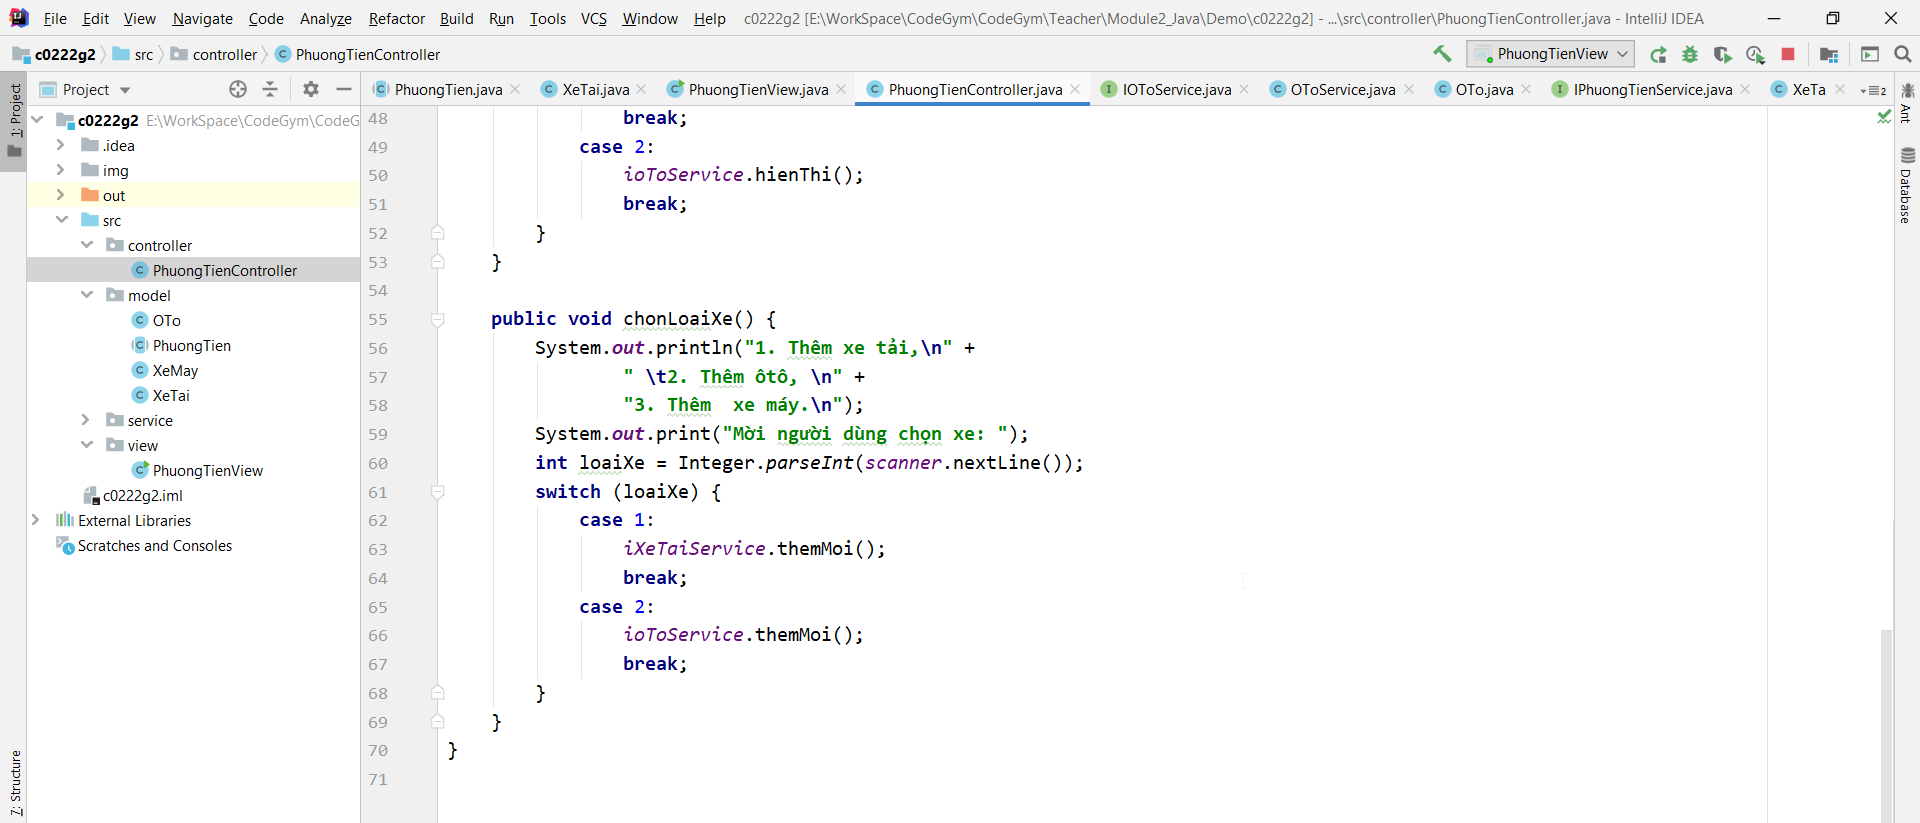 File Edit View Navigate Code Analyze Refactor Build Run Tools VCS Window Help c0222g2 [E:\WorkSpace\CodeGym\CodeGym\Teacher\Module2_Java\Demo\c0222g2] - ...\src\controller\PhuongTienController.java - IntelliJ IDEA
c0222g2 src controller PhuongTienController PhuongTienView
Project PhuongTien.java XeTai.java PhuongTienView.java PhuongTienController.java IOToService.java OToService.java OTo.java IPhuongTienService.java XeTa 2
1: Project
7: Structure
Ant
Database
c0222g2 E:\WorkSpace\CodeGym\CodeG
.idea
img
out
src
controller
PhuongTienController
model
OTo
PhuongTien
XeMay
XeTai
service
view
PhuongTienView
c0222g2.iml
External Libraries
Scratches and Consoles
48 break;
49 case 2:
50 ioToService.hienThi();
51 break;
52 }
53 }
54
55 public void chonLoaiXe() {
56 System.out.println("1. Thêm xe tải,\n" +
57 " \t2. Thêm ôtô, \n" +
58 "3. Thêm  xe máy.\n");
59 System.out.print("Mời người dùng chọn xe: ");
60 int loaiXe = Integer.parseInt(scanner.nextLine());
61 switch (loaiXe) {
62 case 1:
63 iXeTaiService.themMoi();
64 break;
65 case 2:
66 ioToService.themMoi();
67 break;
68 }
69 }
70 }
71